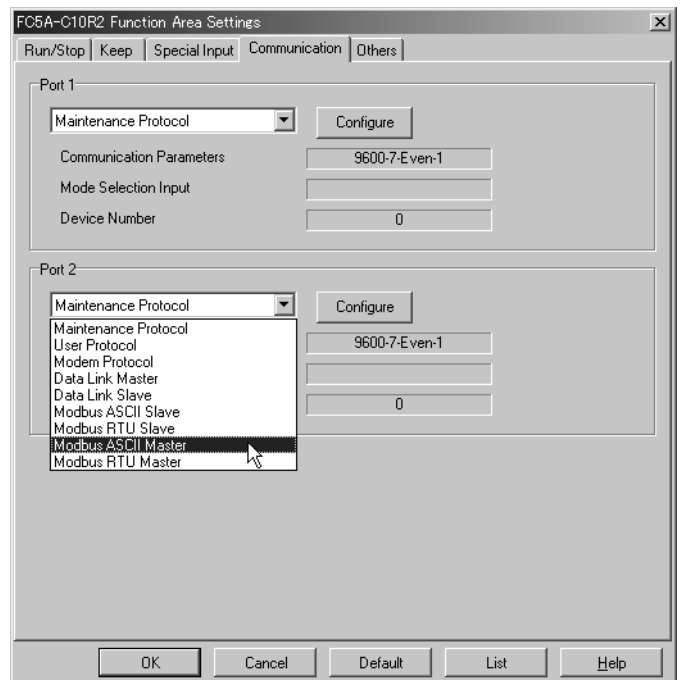 FC5A-C10R2 Function Area Settings
Run/Stop Keep Special Input Communication Others
Port 1
Maintenance Protocol Configure
Communication Parameters 9600-7-Even-1
Mode Selection Input
Device Number 0
Port 2
Maintenance Protocol Configure
Maintenance Protocol
User Protocol 9600-7-Even-1
Modem Protocol
Data Link Master
Data Link Slave 0
Modbus ASCII Slave
Modbus RTU Slave
Modbus ASCII Master
Modbus RTU Master
OK Cancel Default List Help